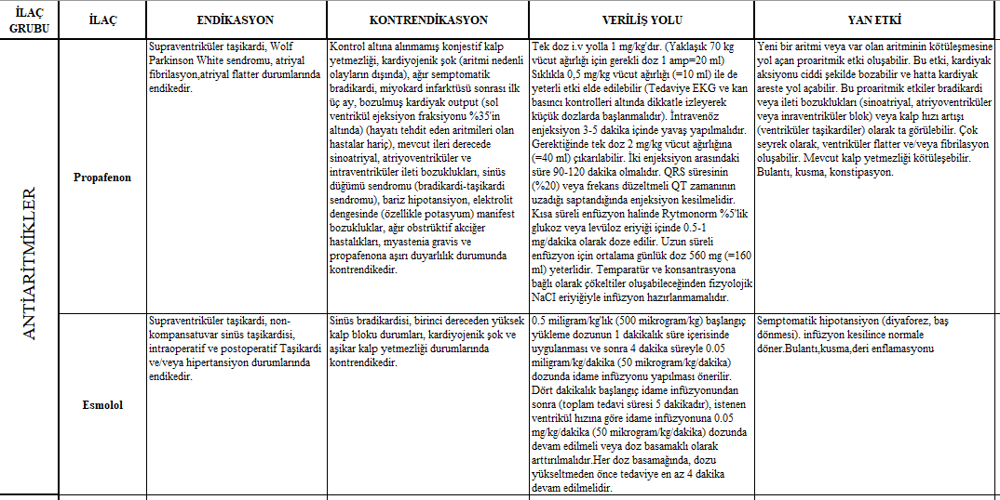 İLAÇ
GRUBU
İLAÇ
ENDİKASYON
KONTRENDİKASYON
VERİLİŞ YOLU
YAN ETKİ
ANTİARİTMİKLER
Propafenon
Supraventriküler taşikardi, Wolf
Parkinson White sendromu, atriyal
fibrilasyon,atriyal flatter durumlarında
endikedir.
Kontrol altına alınmamış konjestif kalp
yetmezliği, kardiyojenik şok (aritmi nedenli
olayların dışında), ağır semptomatik
bradikardi, miyokard infarktüsü sonrası ilk
üç ay, bozulmuş kardiyak output (sol
ventrikül ejeksiyon fraksiyonu %35'in
altında) (hayatı tehdit eden aritmileri olan
hastalar hariç), mevcut ileri derecede
sinoatriyal, atriyoventriküler ve
intraventriküler ileti bozuklukları, sinüs
düğümü sendromu (bradikardi-taşikardi
sendromu), bariz hipotansiyon, elektrolit
dengesinde (özellikle potasyum) manifest
bozukluklar, ağır obstrüktif akciğer
hastalıkları, myastenia gravis ve
propafenona aşırı duyarlılık durumunda
kontrendikedir.
Tek doz i.v yolla 1 mg/kg'dır. (Yaklaşık 70 kg
vücut ağırlığı için gerekli doz 1 amp=20 ml)
Sıklıkla 0,5 mg/kg vücut ağırlığı (=10 ml) ile de
yeterli etki elde edilebilir (Tedaviye EKG ve kan
basıncı kontrolleri altında dikkatle izleyerek
küçük dozlarda başlanmalıdır). İntravenöz
enjeksiyon 3-5 dakika içinde yavaş yapılmalıdır.
Gerektiğinde tek doz 2 mg/kg vücut ağırlığına
(=40 ml) çıkarılabilir. İki enjeksiyon arasındaki
süre 90-120 dakika olmalıdır. QRS süresinin
(%20) veya frekans düzeltmeli QT zamanının
uzadığı saptandığında enjeksiyon kesilmelidir.
Kısa süreli enfüzyon halinde Rytmonorm %5'lik
glukoz veya levüloz eriyiği içinde 0.5-1
mg/dakika olarak doze edilir. Uzun süreli
enfüzyon için ortalama günlük doz 560 mg (=160
ml) yeterlidir. Temparatür ve konsantrasyona
bağlı olarak çökeltiler oluşabileceğinden fizyolojik
NaCI eriyiğiyle infüzyon hazırlanmamalıdır.
Yeni bir aritmi veya var olan aritminin kötüleşmesine
yol açan proaritmik etki oluşabilir. Bu etki, kardiyak
aksiyonu ciddi şekilde bozabilir ve hatta kardiyak
areste yol açabilir. Bu proaritmik etkiler bradikardi
veya ileti bozuklukları (sinoatriyal, atriyoventriküler
veya inraventriküler blok) veya kalp hızı artışı
(ventriküler taşikardiler) olarak ta görülebilir. Çok
seyrek olarak, ventriküler flatter ve/veya fibrilasyon
oluşabilir. Mevcut kalp yetmezliği kötüleşebilir.
Bulantı, kusma, konstipasyon.
Esmolol
Supraventriküler taşikardi, non-
kompansatuvar sinüs taşikardisi,
intraoperatif ve postoperatif Taşikardi
ve/veya hipertansiyon durumlarında
endikedir.
Sinüs bradikardisi, birinci dereceden yüksek
kalp bloku durumları, kardiyojenik şok ve
aşikar kalp yetmezliği durumlarında
kontrendikedir.
0.5 miligram/kg'lık (500 mikrogram/kg) başlangıç
yükleme dozunun 1 dakikalık süre içerisinde
uygulanması ve sonra 4 dakika süreyle 0.05
miligram/kg/dakika (50 mikrogram/kg/dakika)
dozunda idame infüzyonu yapılması önerilir.
Dört dakikalık başlangıç idame infüzyonundan
sonra (toplam tedavi süresi 5 dakikadır), istenen
ventrikül hızına göre idame infüzyonuna 0.05
mg/kg/dakika (50 mikrogram/kg/dakika) dozunda
devam edilmeli veya doz basamaklı olarak
arttırılmalıdır.Her doz basamağında, dozu
yükseltmeden önce tedaviye en az 4 dakika
devam edilmelidir.
Semptomatik hipotansiyon (diyaforez, baş
dönmesi). infüzyon kesilince normale
döner.Bulantı,kusma,deri enflamasyonu